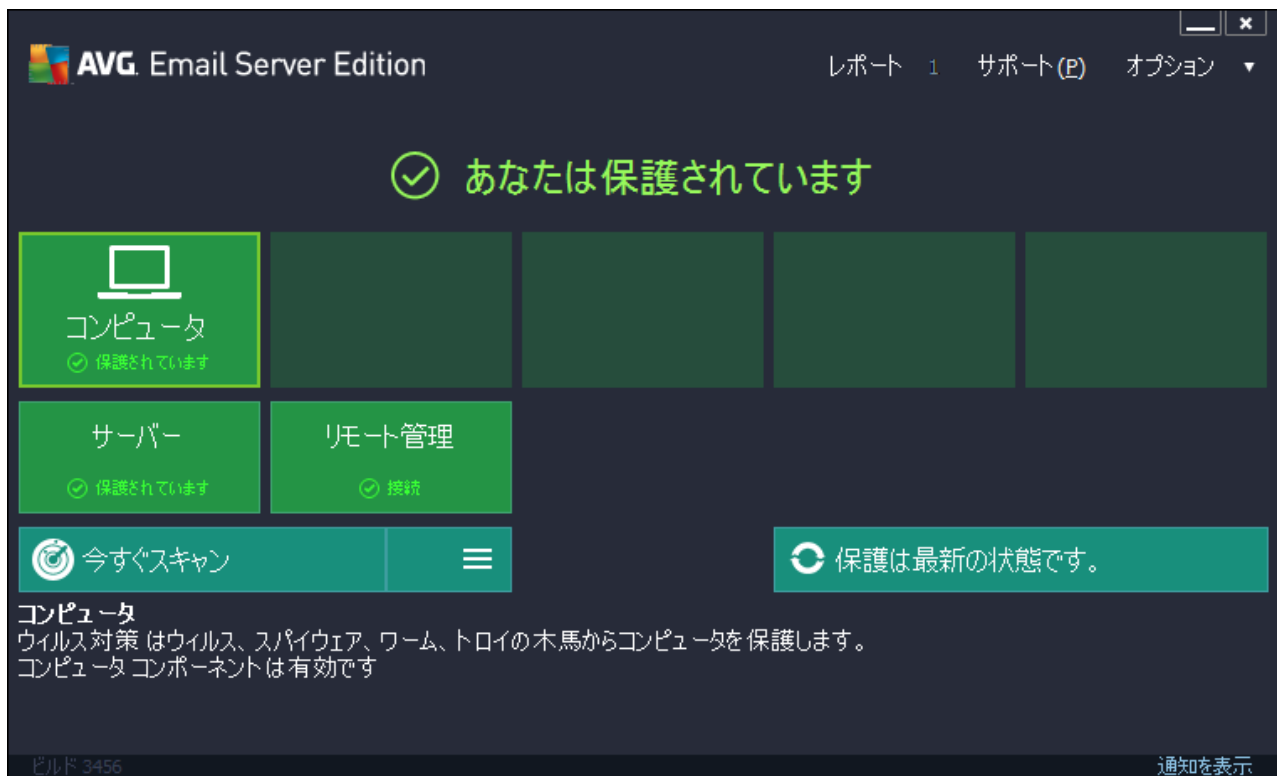 AVG. Email Server Edition
レポート 1 サポート(P) オプション ▼
あなたは保護されています
コンピュータ
保護されています
サーバー
保護されています
リモート管理
接続
今すぐスキャン
保護は最新の状態です。
コンピュータ
ウィルス対策 はウィルス、スパイウェア、ワーム、トロイの木馬からコンピュータを保護します。
コンピュータ コンポーネントは有効です
ビルド 3456
通知を表示